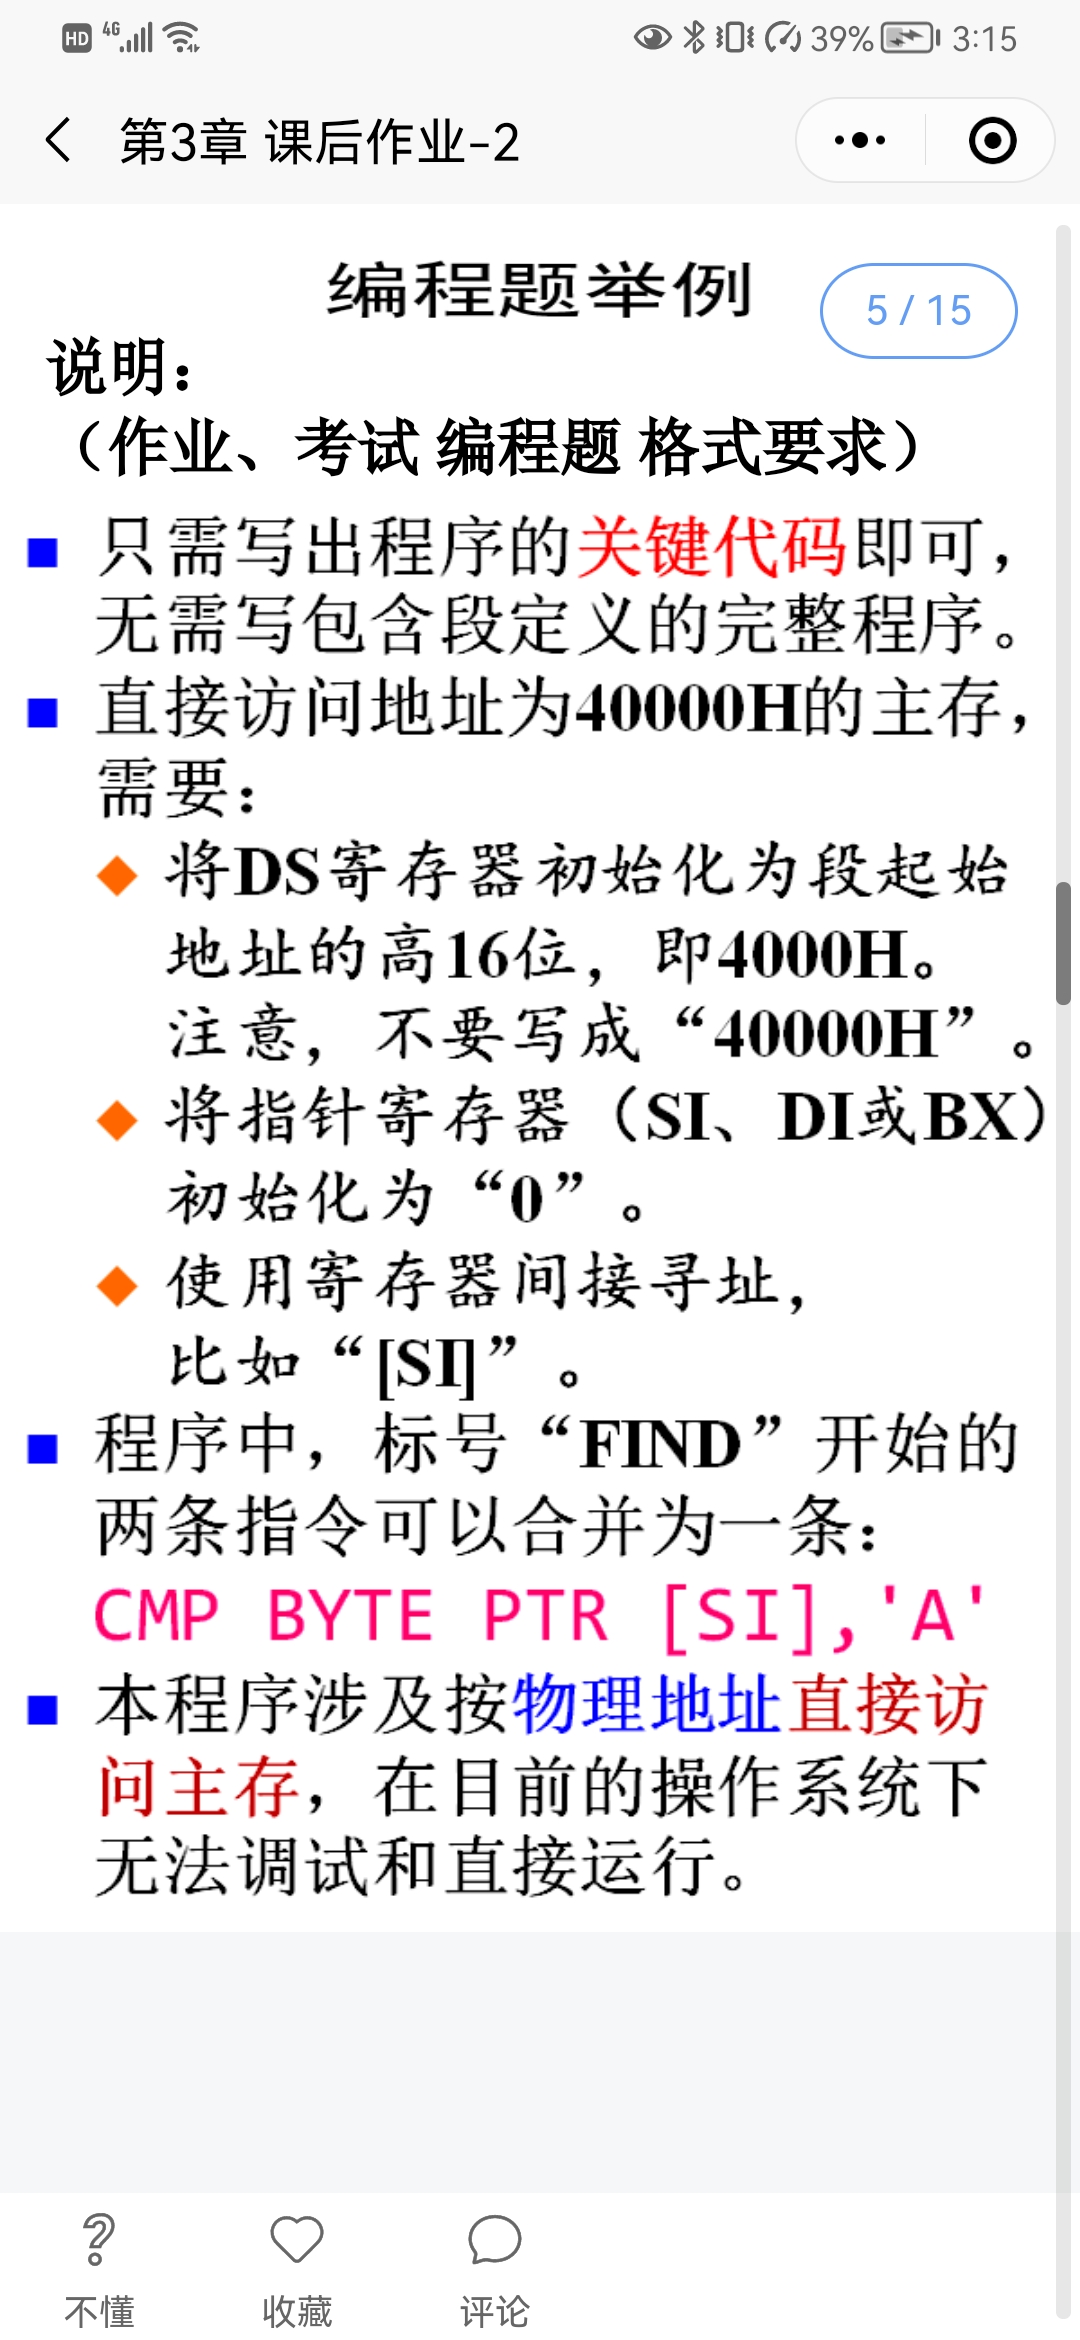 HD 4G 39% 3:15
第3章 课后作业-2
编程题举例
5 / 15
说明：
（作业、考试 编程题 格式要求）
只需写出程序的关键代码即可，
无需写包含段定义的完整程序。
直接访问地址为40000H的主存，
需要：
将DS寄存器初始化为段起始
地址的高16位，即4000H。
注意，不要写成“40000H”。
将指针寄存器（SI、DI或BX）
初始化为“0”。
使用寄存器间接寻址，
比如“[SI]”。
程序中，标号“FIND”开始的
两条指令可以合并为一条：
CMP BYTE PTR [SI],'A'
本程序涉及按物理地址直接访
问主存，在目前的操作系统下
无法调试和直接运行。
不懂 收藏 评论